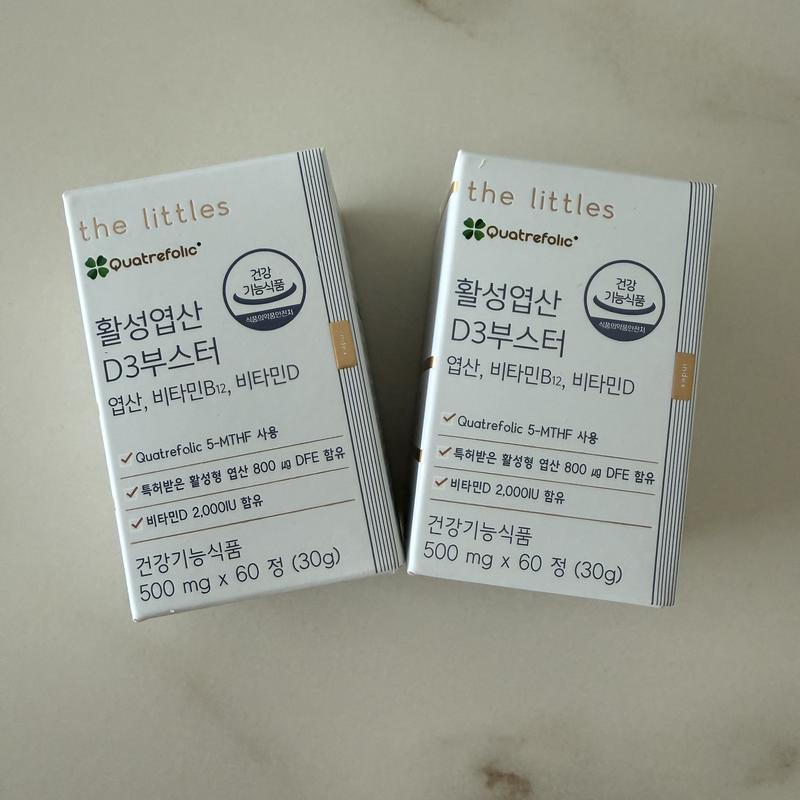 the littles
Quatrefolic
건강
기능식품
식품의약품안전처
활성엽산
D3부스터
엽산, 비타민B12, 비타민D
index
Quatrefolic 5-MTHF 사용
특허받은 활성형 엽산 800 ㎍ DFE 함유
비타민D 2,000IU 함유
건강기능식품
500 mg x 60 정 (30g)
the littles
Quatrefolic
건강
기능식품
식품의약품안전처
활성엽산
D3부스터
엽산, 비타민B12, 비타민D
index
Quatrefolic 5-MTHF 사용
특허받은 활성형 엽산 800 ㎍ DFE 함유
비타민D 2,000IU 함유
건강기능식품
500 mg x 60 정 (30g)